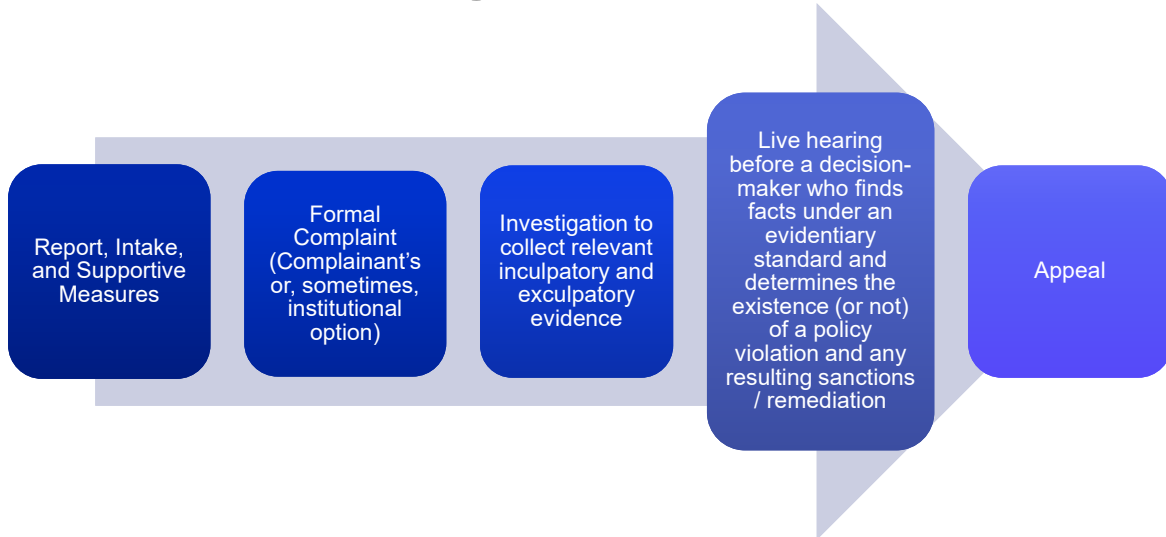 Report, Intake,
and Supportive
Measures
Formal
Complaint
(Complainant's
or, sometimes,
institutional
option)
Investigation to
collect relevant
inculpatory and
exculpatory
evidence
Live hearing
before a decision-
maker who finds
facts under an
evidentiary
standard and
determines the
existence (or not)
of a policy
violation and any
resulting sanctions
/ remediation
Appeal